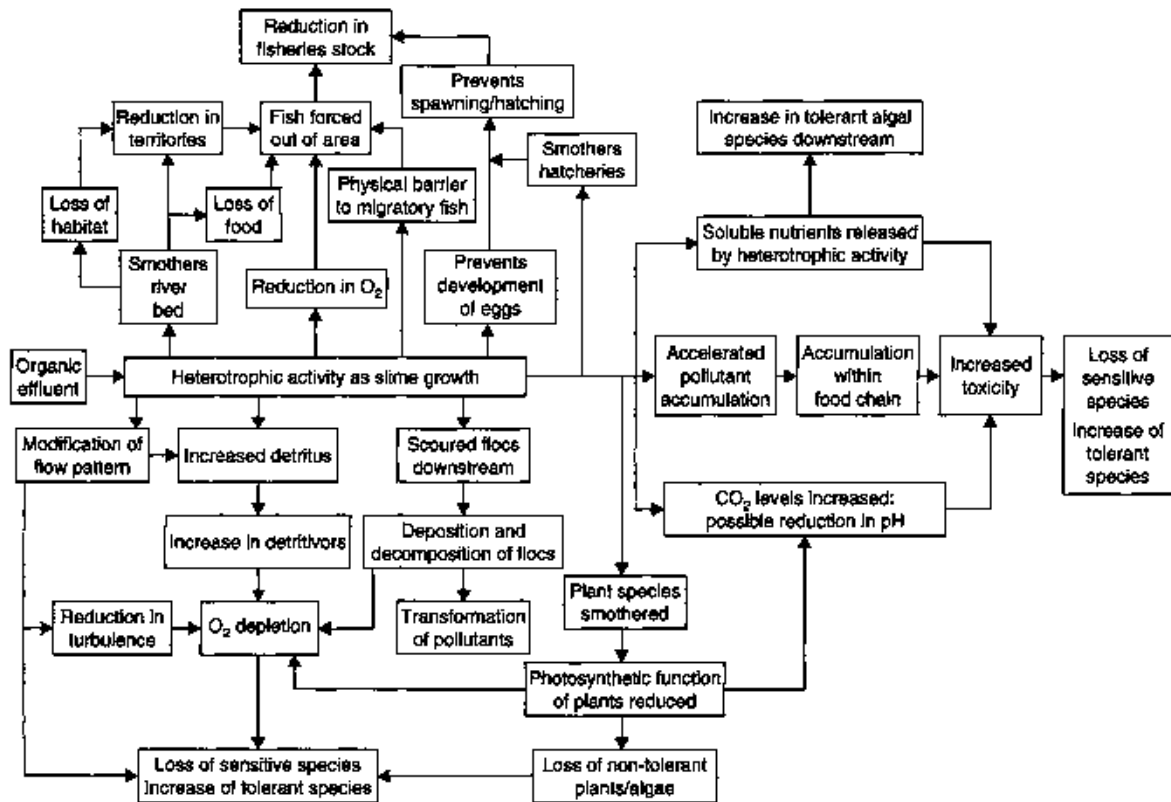 Reduction in
fisheries stock
Prevents
spawning/hatching
Reduction in
territories
Fish forced
out of area
Increase in tolerant algal
species downstream
Smothers
hatcheries
Loss of
habitat
Loss of
food
Physical barrier
to migratory fish
Soluble nutrients released
by heterotrophic activity
Smothers
river
bed
Reduction in O₂
Prevents
development
of eggs
Organic
effluent
Heterotrophic activity as slime growth
Accelerated
pollutant
accumulation
Accumulation
within
food chain
Increased
toxicity
Loss of
sensitive
species
Increase of
tolerant
species
Modification of
flow pattern
Increased detritus
Scoured flocs
downstream
CO₂ levels increased:
possible reduction in pH
Increase in detritivors
Deposition and
decomposition of flocs
Plant species
smothered
Reduction in
turbulence
O₂ depletion
Transformation
of pollutants
Photosynthetic function
of plants reduced
Loss of sensitive species
Increase of tolerant species
Loss of non-tolerant
plants/algae